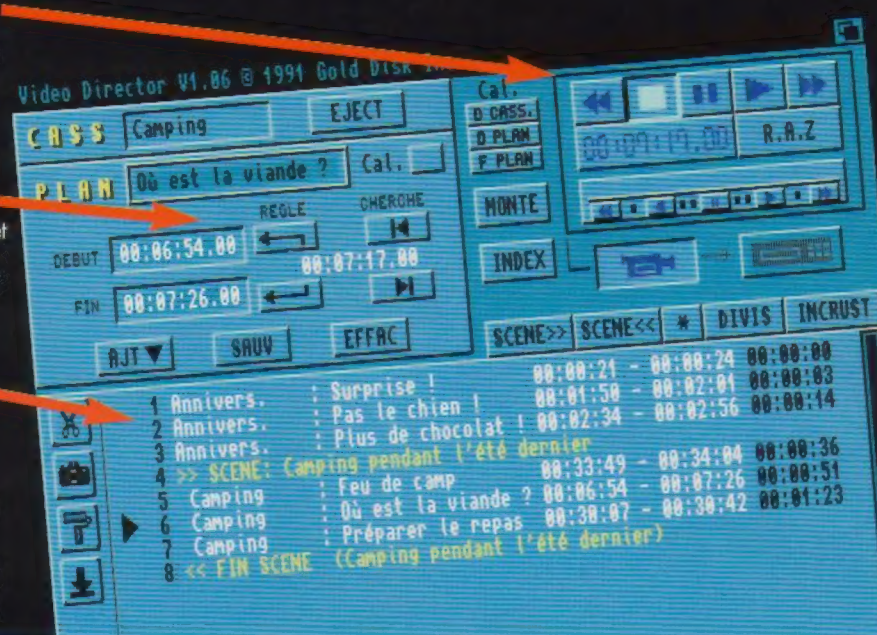 Video Director V1.06 © 1991 Gold Disk
CASS Camping EJECT
PLAN Où est la viande ? Cal.
REGLE CHERCHE
DEBUT 00:06:54.00
00:07:17.00
FIN 00:07:26.00
AJT SAUV EFFAC
Cal.
D CASS.
D PLAN
F PLAN
MONTE
INDEX
00:07:19.00 R.A.Z
SCENE>> SCENE<< * DIVIS INCRUST
1 Annivers. : Surprise ! 00:00:21 - 00:00:24 00:00:00
2 Annivers. : Pas le chien ! 00:01:50 - 00:02:01 00:00:03
3 Annivers. : Plus de chocolat ! 00:02:34 - 00:02:56 00:00:14
4 >> SCENE: Camping pendant l'été dernier
5 Camping : Feu de camp 00:33:49 - 00:34:04 00:00:36
6 Camping : Où est la viande ? 00:06:54 - 00:07:26 00:00:51
7 Camping : Préparer le repas 00:30:07 - 00:30:42 00:01:23
8 << FIN SCENE (Camping pendant l'été dernier)